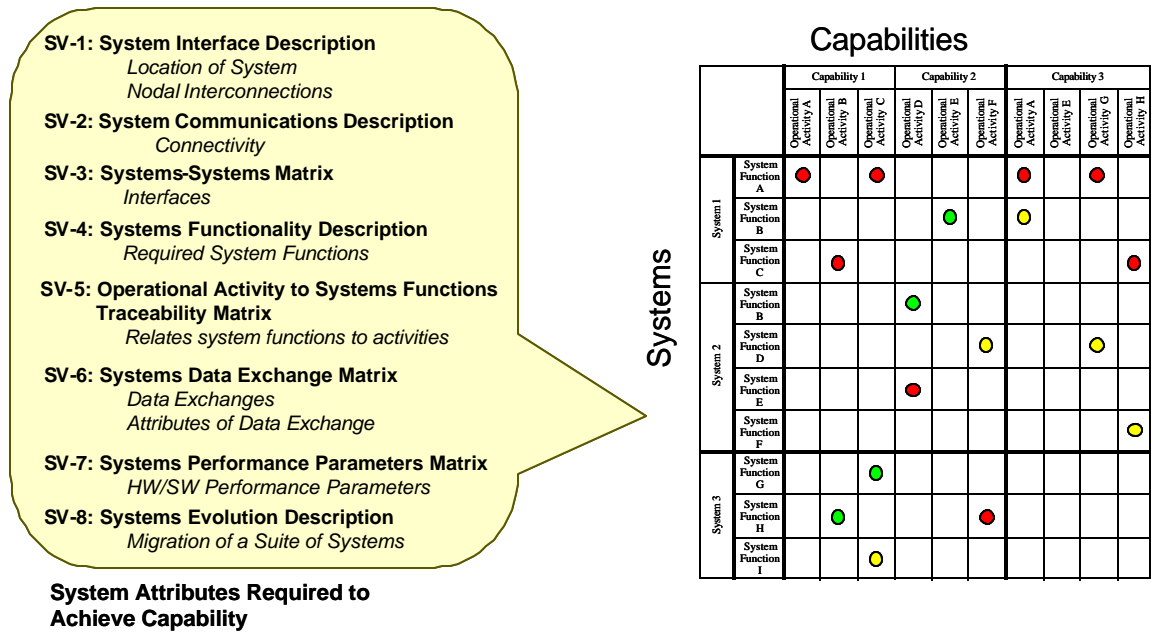 SV-1: System Interface Description
Location of System
Nodal Interconnections
SV-2: System Communications Description
Connectivity
SV-3: Systems-Systems Matrix
Interfaces
SV-4: Systems Functionality Description
Required System Functions
SV-5: Operational Activity to Systems Functions
Traceability Matrix
Relates system functions to activities
SV-6: Systems Data Exchange Matrix
Data Exchanges
Attributes of Data Exchange
SV-7: Systems Performance Parameters Matrix
HW/SW Performance Parameters
SV-8: Systems Evolution Description
Migration of a Suite of Systems
System Attributes Required to
Achieve Capability
Capabilities
Capability 1
Capability 2
Capability 3
Operational
Activity A
Operational
Activity B
Operational
Activity C
Operational
Activity D
Operational
Activity E
Operational
Activity F
Operational
Activity A
Operational
Activity E
Operational
Activity G
Operational
Activity H
Systems
System 1
System
Function
A
System
Function
B
System
Function
C
System 2
System
Function
B
System
Function
D
System
Function
E
System
Function
F
System 3
System
Function
G
System
Function
H
System
Function
I